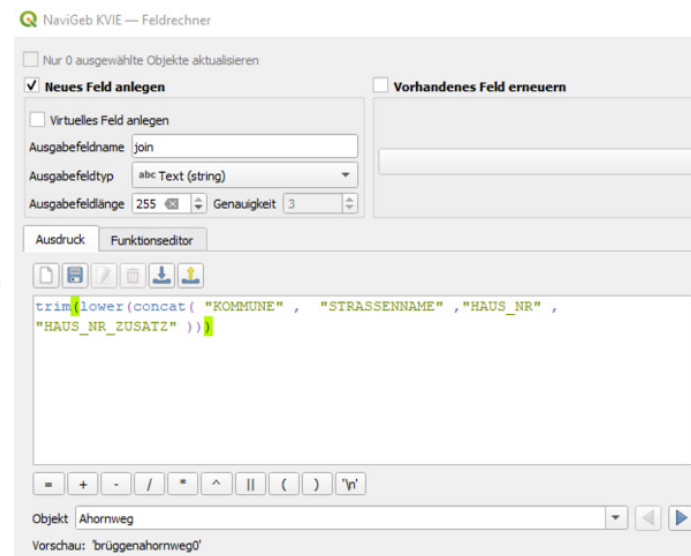 NaviGeb KVIE — Feldrechner
Nur 0 ausgewählte Objekte aktualisieren
Neues Feld anlegen
Vorhandenes Feld erneuern
Virtuelles Feld anlegen
Ausgabefeldname join
Ausgabefeldtyp abc Text (string)
Ausgabefeldlänge 255 Genauigkeit 3
Ausdruck Funktionseditor
trim(lower(concat( "KOMMUNE" , "STRASSENNAME" ,"HAUS_NR" ,
"HAUS_NR_ZUSATZ" )))
= + - / * ^ || ( ) '\n'
Objekt Ahornweg
Vorschau: 'brüggenahornweg0'